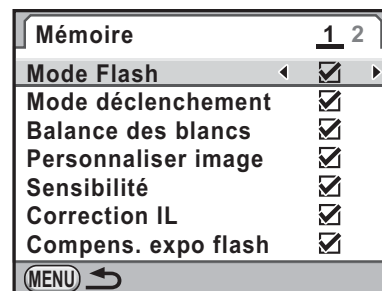 Mémoire 1 2
Mode Flash
Mode déclenchement
Balance des blancs
Personnaliser image
Sensibilité
Correction IL
Compens. expo flash
MENU